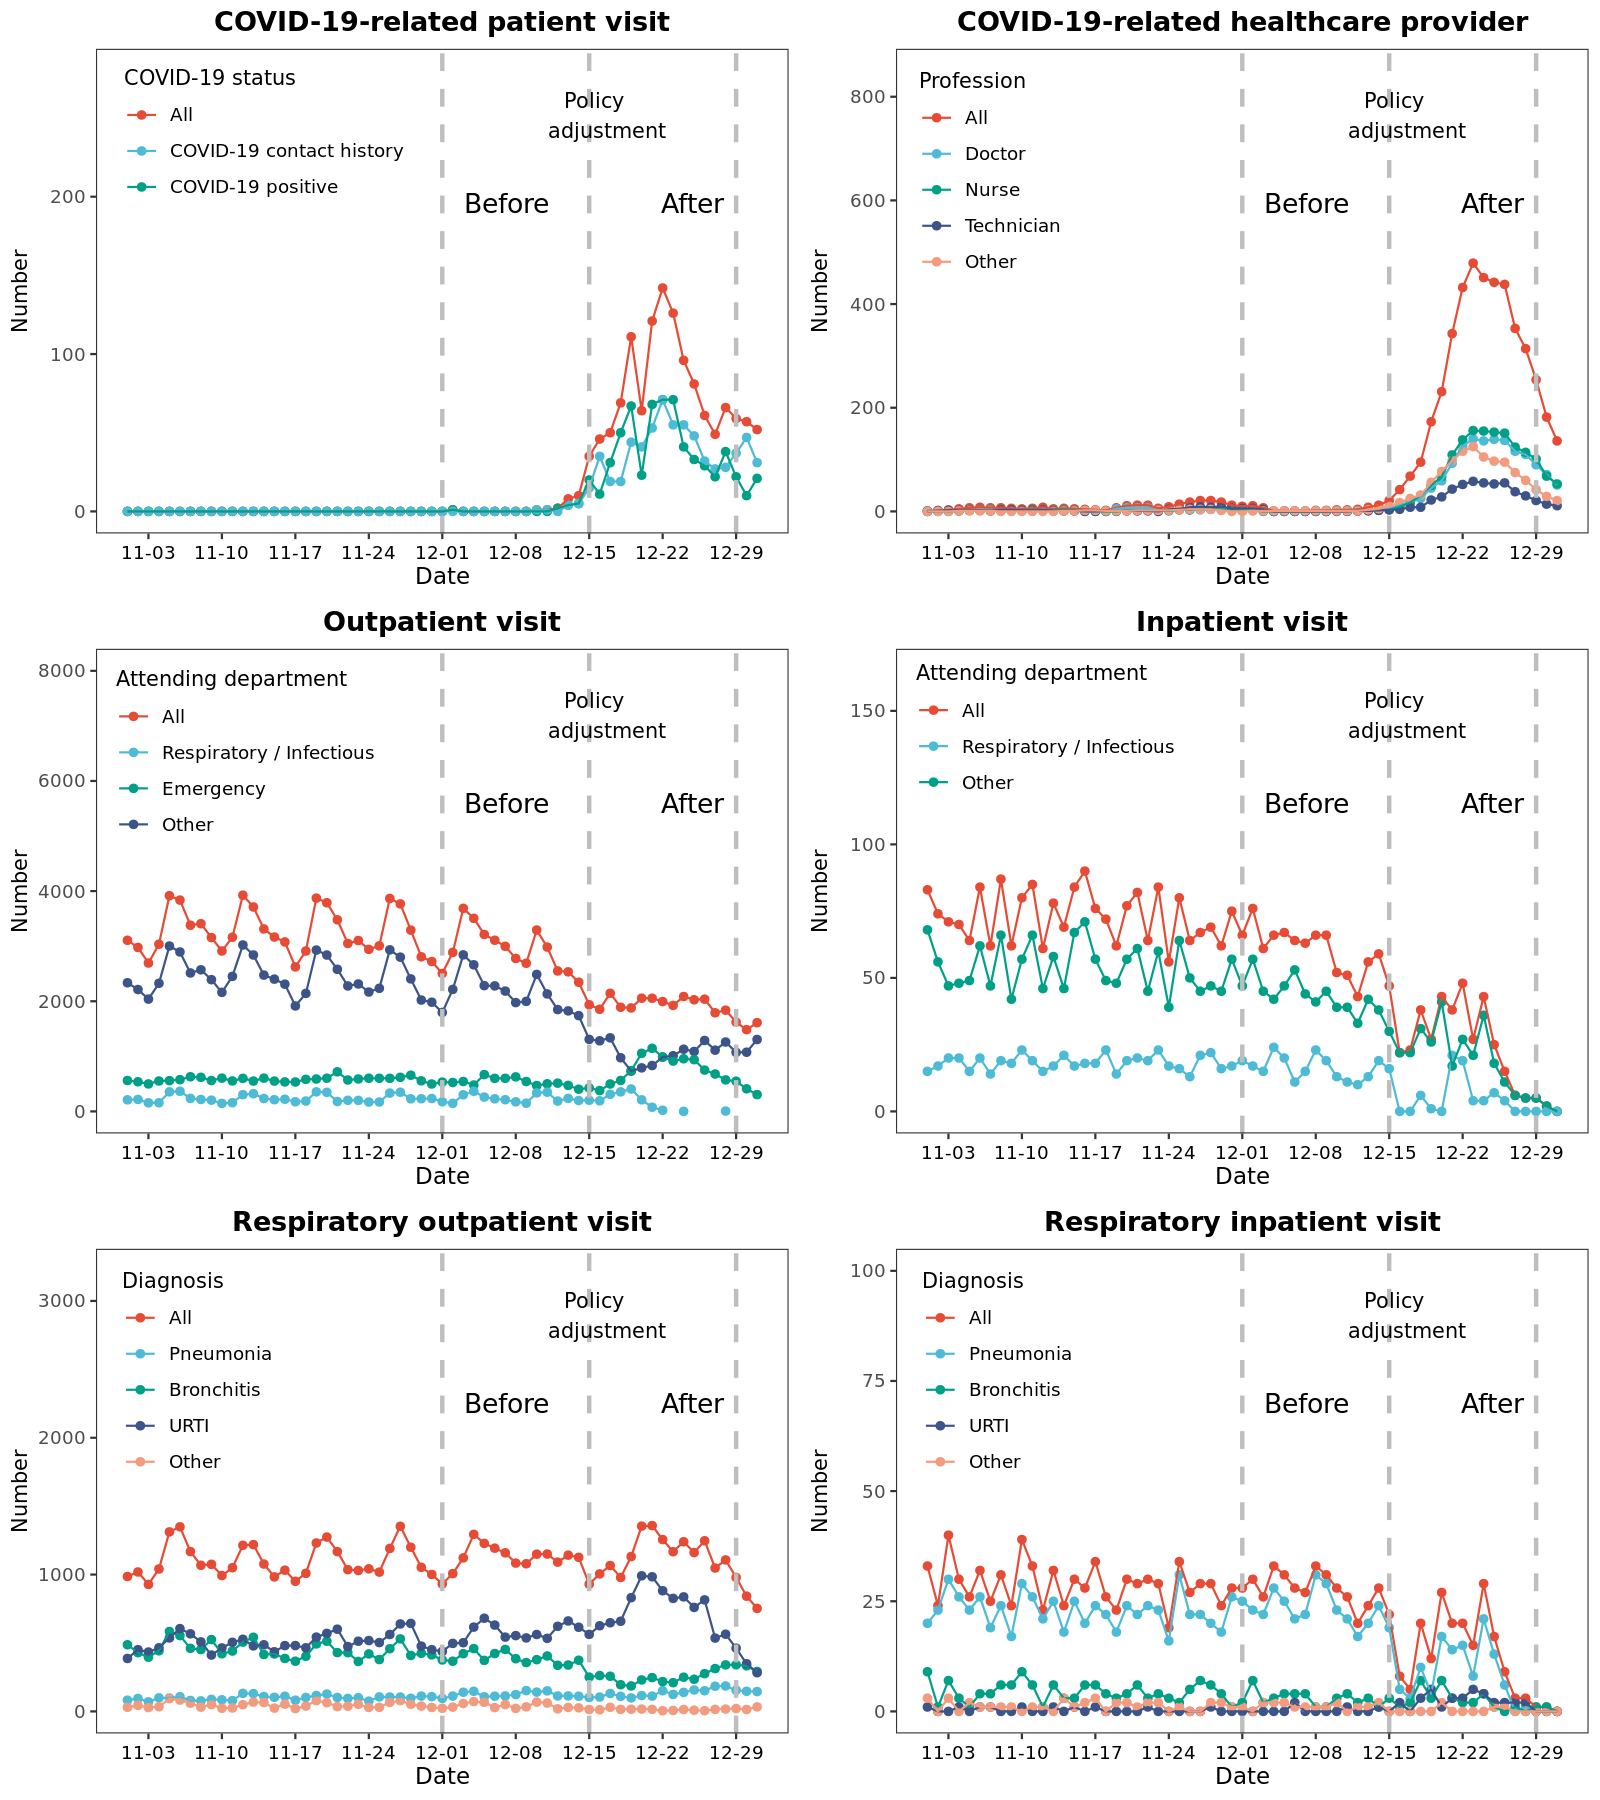 COVID-19-related patient visit
COVID-19 status
All
COVID-19 contact history
COVID-19 positive
Policy
adjustment
Before
After
Number
200
100
0
11-03
11-10
11-17
11-24
12-01
12-08
12-15
12-22
12-29
Date
COVID-19-related healthcare provider
Profession
All
Doctor
Nurse
Technician
Other
Policy
adjustment
Before
After
Number
800
600
400
200
0
11-03
11-10
11-17
11-24
12-01
12-08
12-15
12-22
12-29
Date
Outpatient visit
Attending department
All
Respiratory / Infectious
Emergency
Other
Policy
adjustment
Before
After
Number
8000
6000
4000
2000
0
11-03
11-10
11-17
11-24
12-01
12-08
12-15
12-22
12-29
Date
Inpatient visit
Attending department
All
Respiratory / Infectious
Other
Policy
adjustment
Before
After
Number
150
100
50
0
11-03
11-10
11-17
11-24
12-01
12-08
12-15
12-22
12-29
Date
Respiratory outpatient visit
Diagnosis
All
Pneumonia
Bronchitis
URTI
Other
Policy
adjustment
Before
After
Number
3000
2000
1000
0
11-03
11-10
11-17
11-24
12-01
12-08
12-15
12-22
12-29
Date
Respiratory inpatient visit
Diagnosis
All
Pneumonia
Bronchitis
URTI
Other
Policy
adjustment
Before
After
Number
100
75
50
25
0
11-03
11-10
11-17
11-24
12-01
12-08
12-15
12-22
12-29
Date